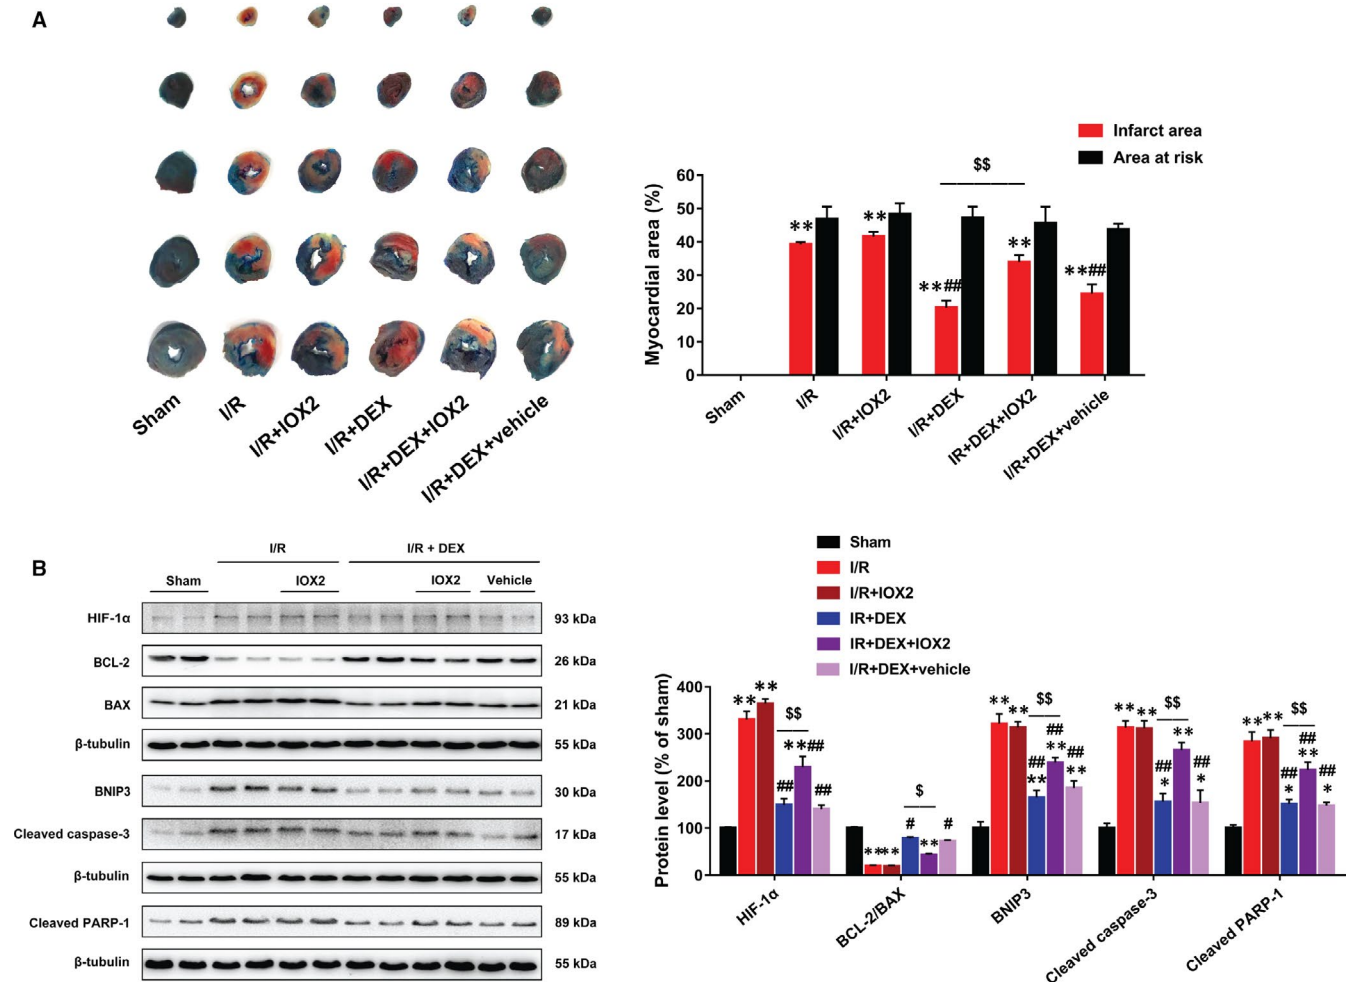 A
Sham
I/R
I/R+IOX2
I/R+DEX
I/R+DEX+IOX2
I/R+DEX+vehicle
Infarct area
Area at risk
Myocardial area (%)
60
50
40
30
20
10
0
**
**
**##
$$
**
**##
Sham
I/R
I/R+IOX2
I/R+DEX
IR+DEX+IOX2
I/R+DEX+vehicle
B
I/R
I/R + DEX
Sham
IOX2
IOX2
Vehicle
HIF-1α
93 kDa
BCL-2
26 kDa
BAX
21 kDa
β-tubulin
55 kDa
BNIP3
30 kDa
Cleaved caspase-3
17 kDa
β-tubulin
55 kDa
Cleaved PARP-1
89 kDa
β-tubulin
55 kDa
Sham
I/R
I/R+IOX2
IR+DEX
IR+DEX+IOX2
I/R+DEX+vehicle
Protein level (% of sham)
400
300
200
100
0
**
**
##
$$
**
##
##
**
**
#
$
**
#
**
**
##
**
$$
##
**
##
**
**
**
##
*
$$
**
##
*
**
**
##
*
$$
##
**
##
*
HIF-1α
BCL-2/BAX
BNIP3
Cleaved caspase-3
Cleaved PARP-1